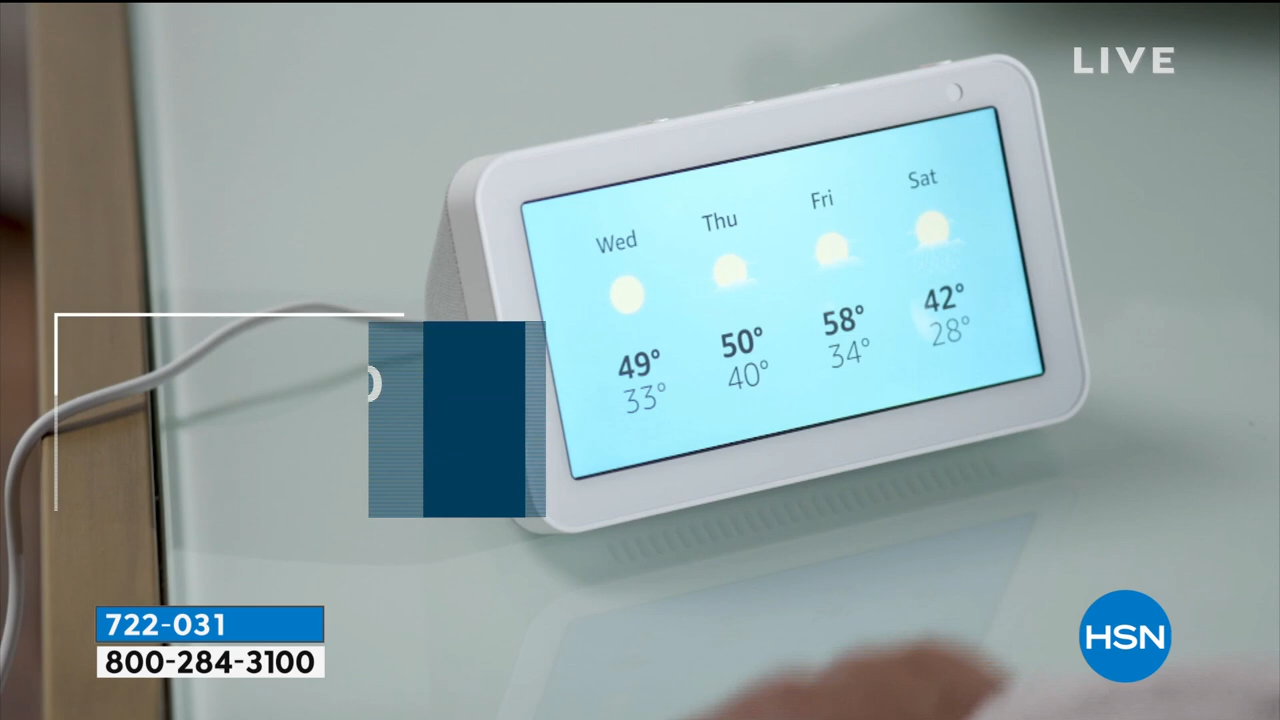 LIVE
Wed Thu Fri Sat
49° 50° 58° 42°
33° 40° 34° 28°
722-031
800-284-3100
HSN